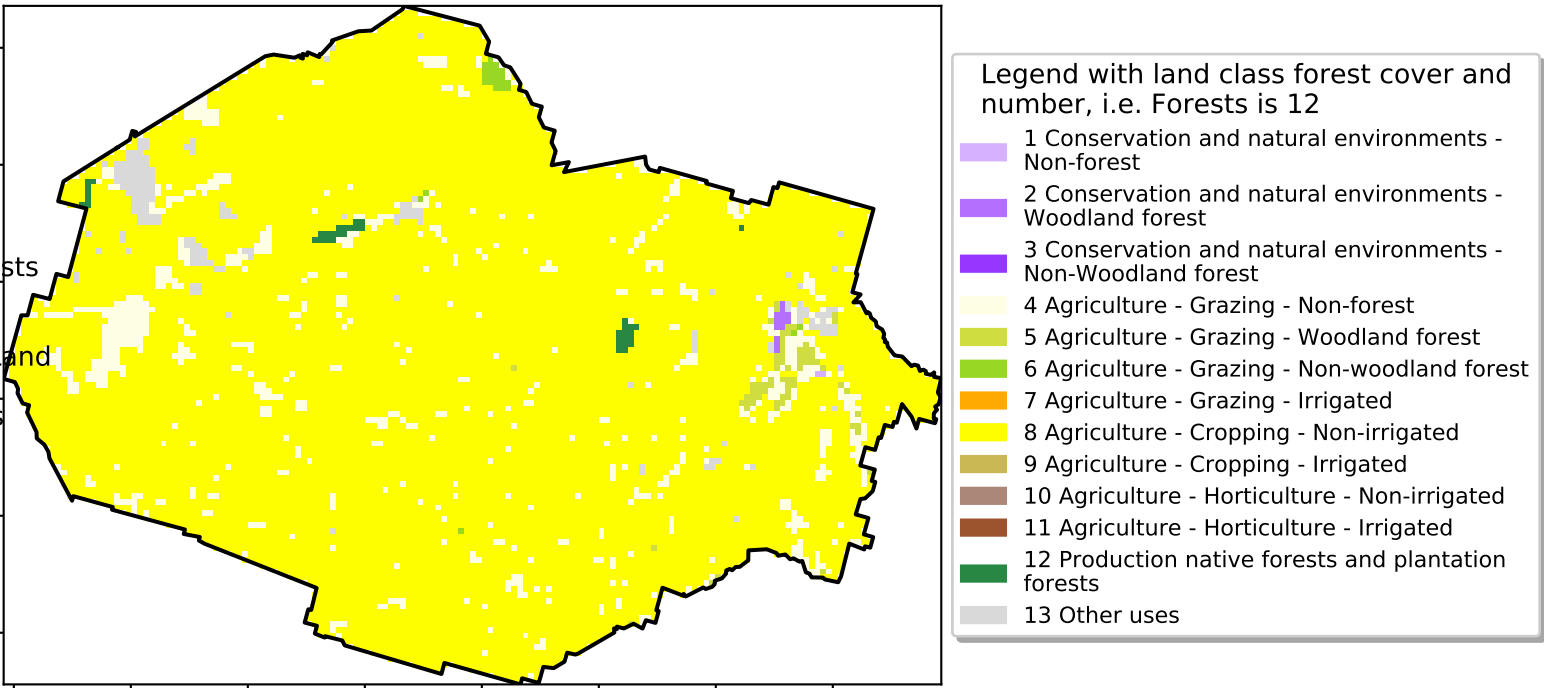 Legend with land class forest cover and
number, i.e. Forests is 12
1 Conservation and natural environments -
Non-forest
2 Conservation and natural environments -
Woodland forest
3 Conservation and natural environments -
Non-Woodland forest
4 Agriculture - Grazing - Non-forest
5 Agriculture - Grazing - Woodland forest
6 Agriculture - Grazing - Non-woodland forest
7 Agriculture - Grazing - Irrigated
8 Agriculture - Cropping - Non-irrigated
9 Agriculture - Cropping - Irrigated
10 Agriculture - Horticulture - Non-irrigated
11 Agriculture - Horticulture - Irrigated
12 Production native forests and plantation
forests
13 Other uses
sts
and